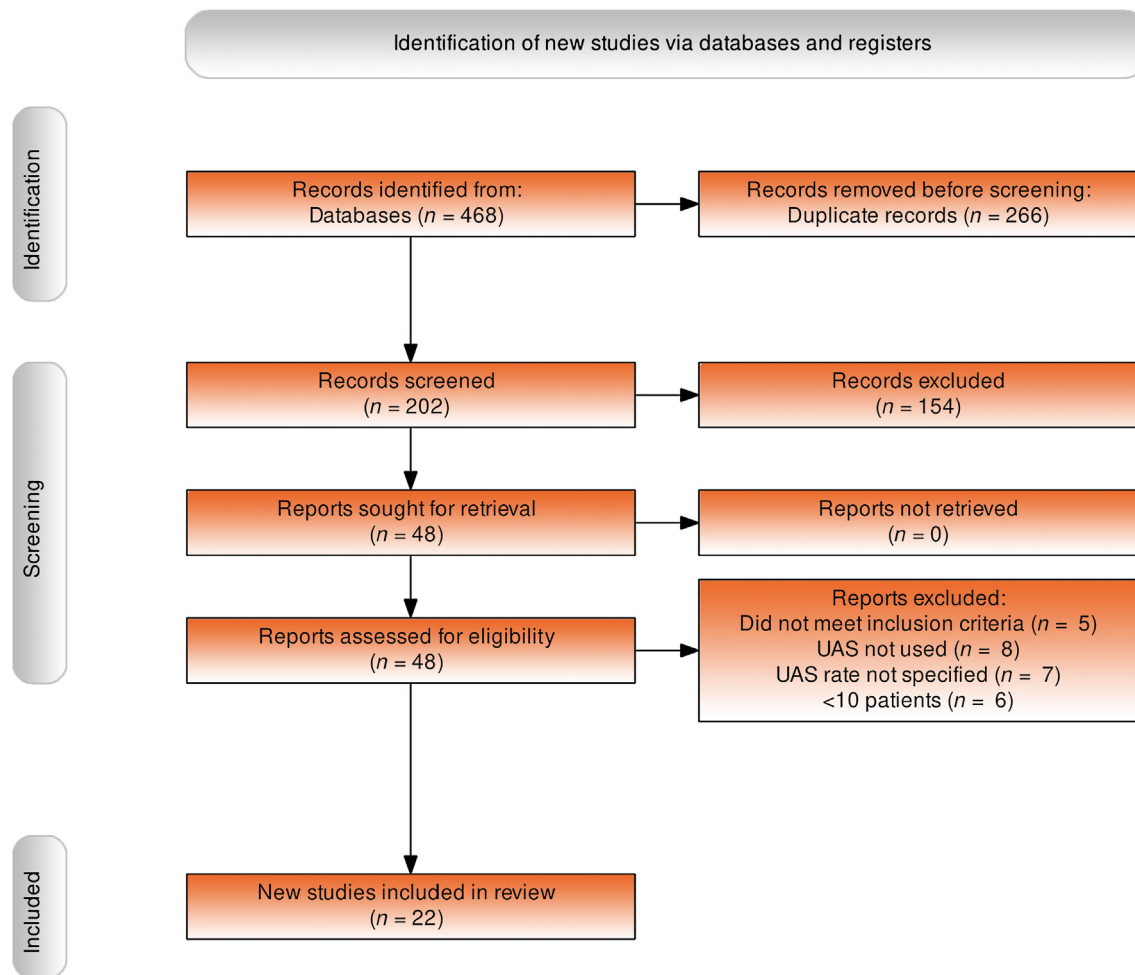 Identification of new studies via databases and registers
Identification
Records identified from:
Databases (n = 468)
Records removed before screening:
Duplicate records (n = 266)
Screening
Records screened
(n = 202)
Records excluded
(n = 154)
Reports sought for retrieval
(n = 48)
Reports not retrieved
(n = 0)
Reports assessed for eligibility
(n = 48)
Reports excluded:
Did not meet inclusion criteria (n = 5)
UAS not used (n = 8)
UAS rate not specified (n = 7)
<10 patients (n = 6)
Included
New studies included in review
(n = 22)